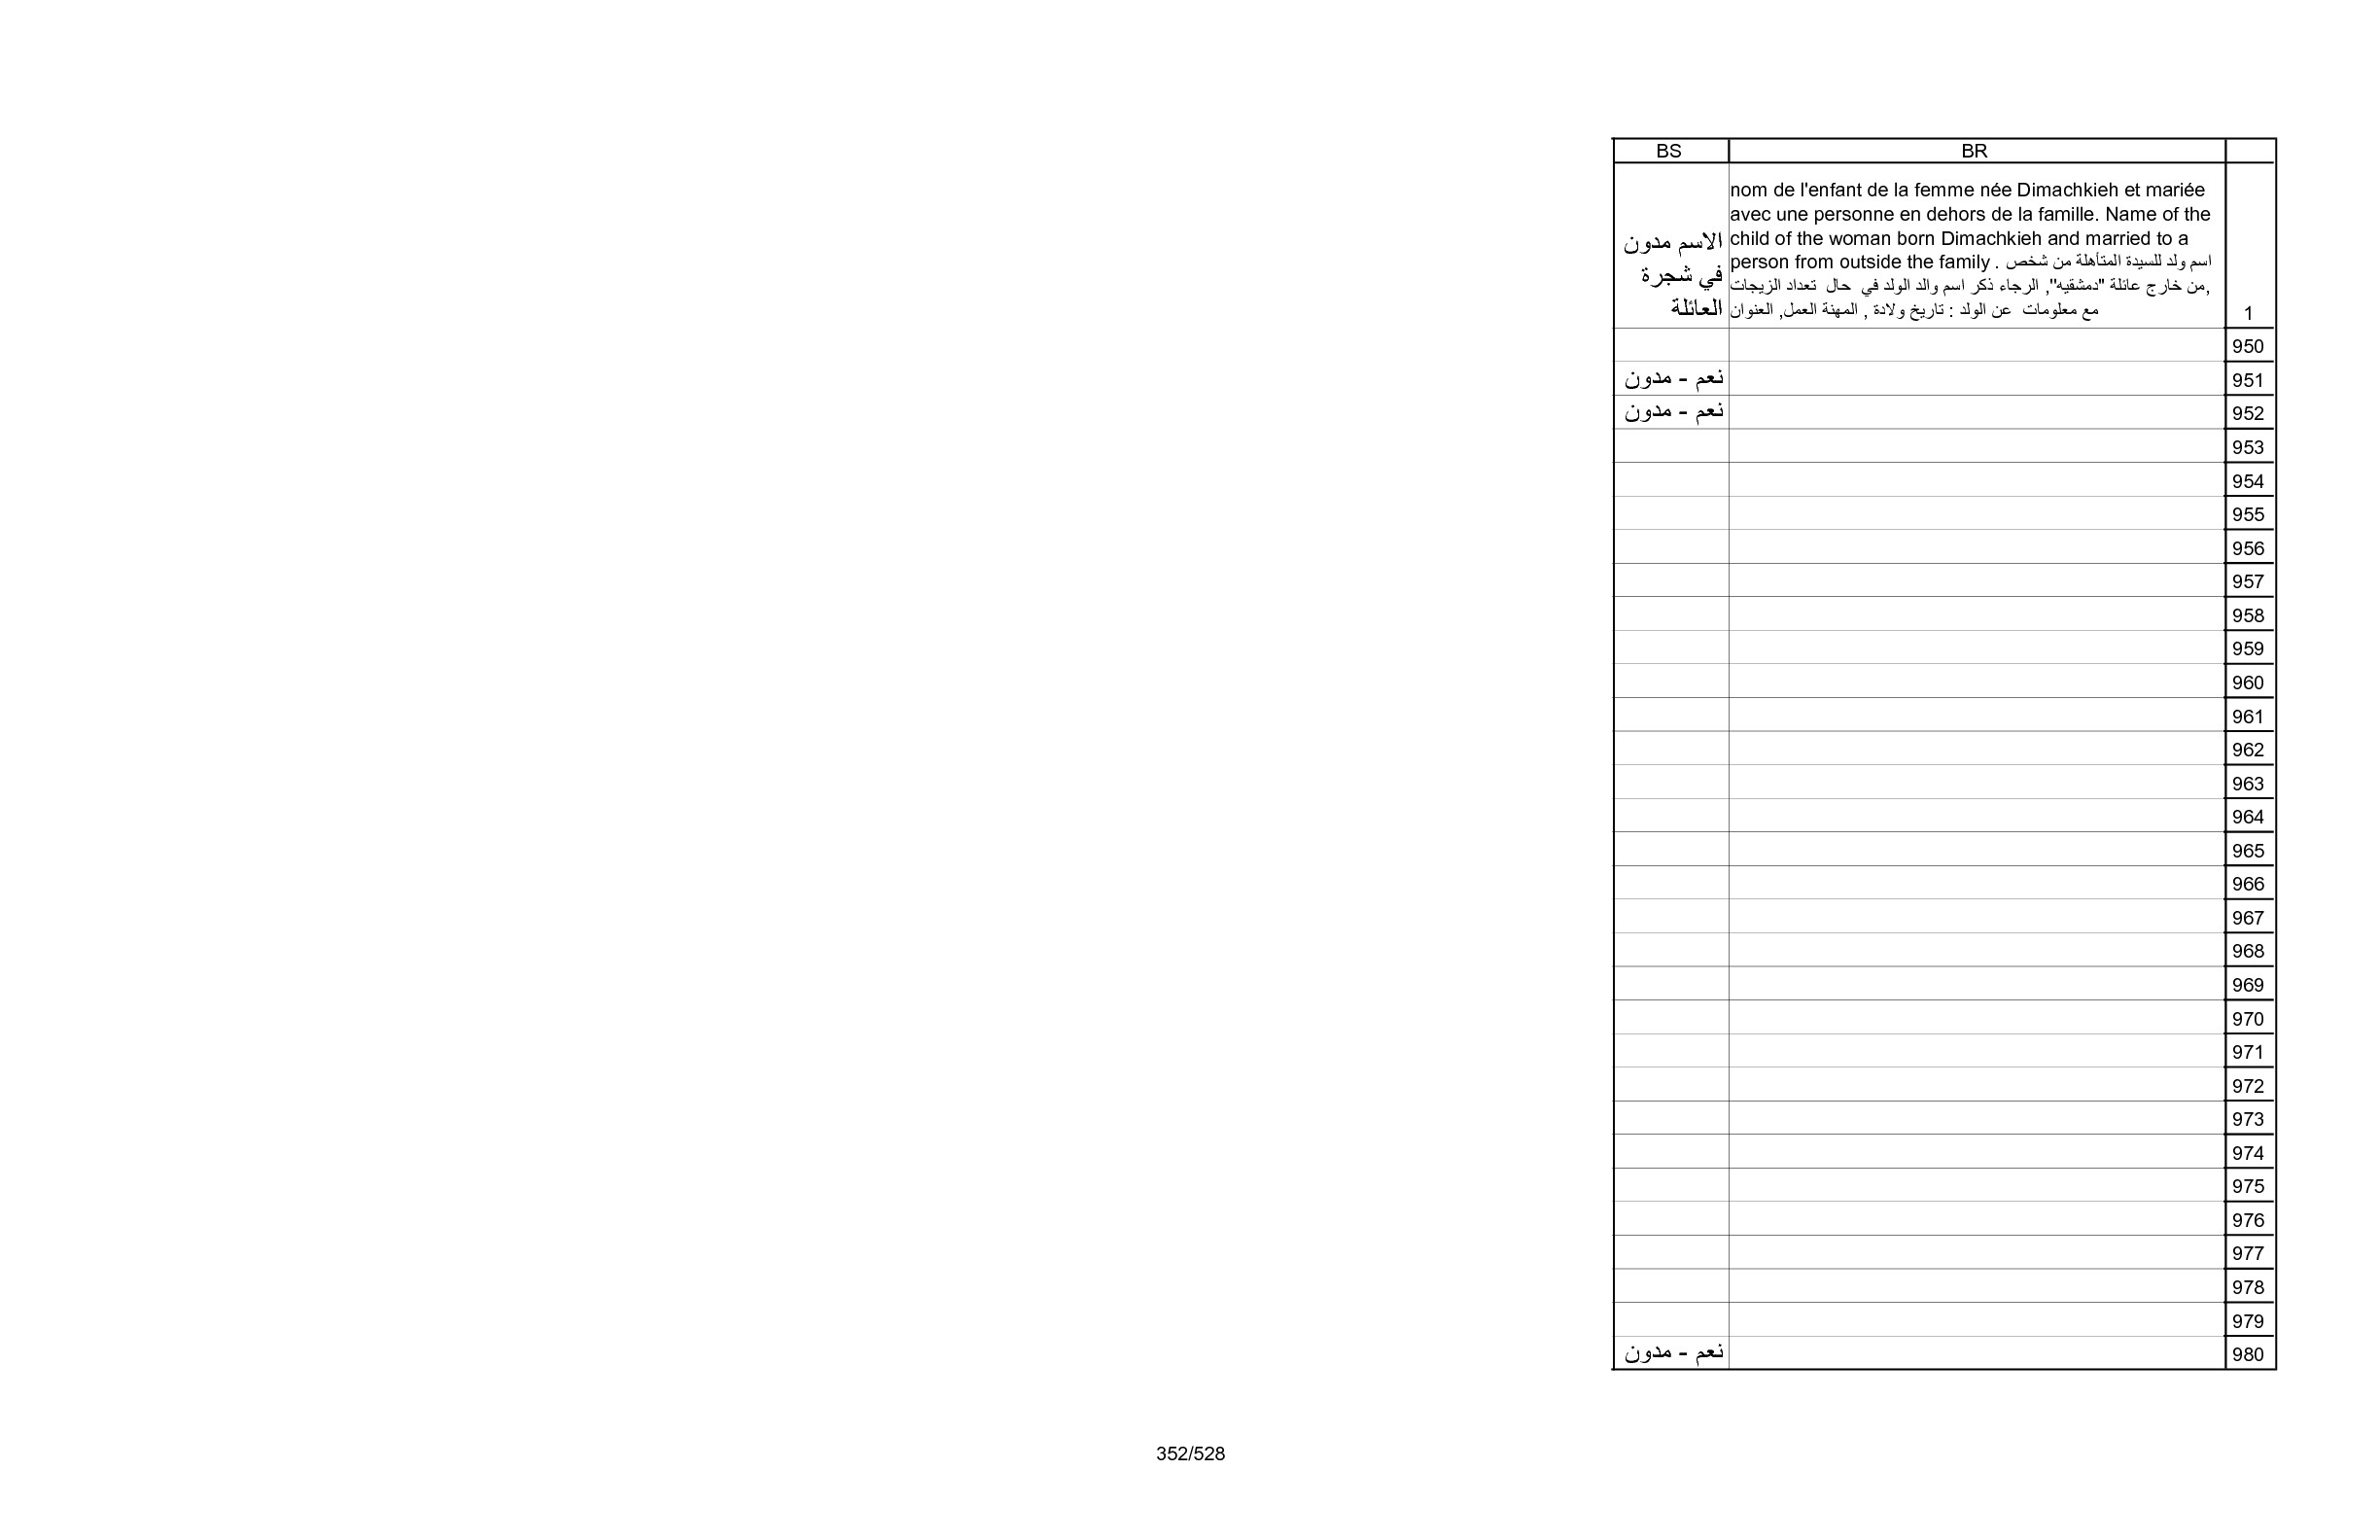 BS BR
nom de l'enfant de la femme née Dimachkieh et mariée
avec une personne en dehors de la famille. Name of the
child of the woman born Dimachkieh and married to a
person from outside the family . اسم ولد للسيدة المتأهلة من شخص
من خارج عائلة "دمشقيه", الرجاء ذكر اسم والد الولد في حال تعداد الزيجات,
مع معلومات عن الولد : تاريخ ولادة , المهنة العمل, العنوان
الاسم مدون
في شجرة
العائلة
1
950
نعم - مدون 951
نعم - مدون 952
953
954
955
956
957
958
959
960
961
962
963
964
965
966
967
968
969
970
971
972
973
974
975
976
977
978
979
نعم - مدون 980
352/528